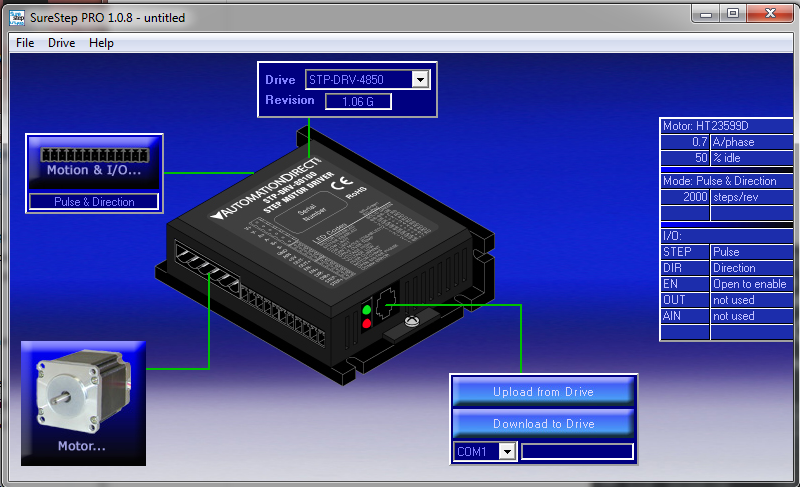 SureStep PRO 1.0.8 - untitled
File Drive Help
Drive STP-DRV-4850
Revision 1.06 G
Motion & I/O...
Pulse & Direction
AUTOMATIONDIRECT
STP-DRV-80100
STEP MOTOR DRIVER
CE
RoHS
Serial
Number
LED Codes
Motor: HT23599D
0.7 A/phase
50 % idle
Mode: Pulse & Direction
2000 steps/rev
I/O:
STEP Pulse
DIR Direction
EN Open to enable
OUT not used
AIN not used
Motor...
Upload from Drive
Download to Drive
COM1